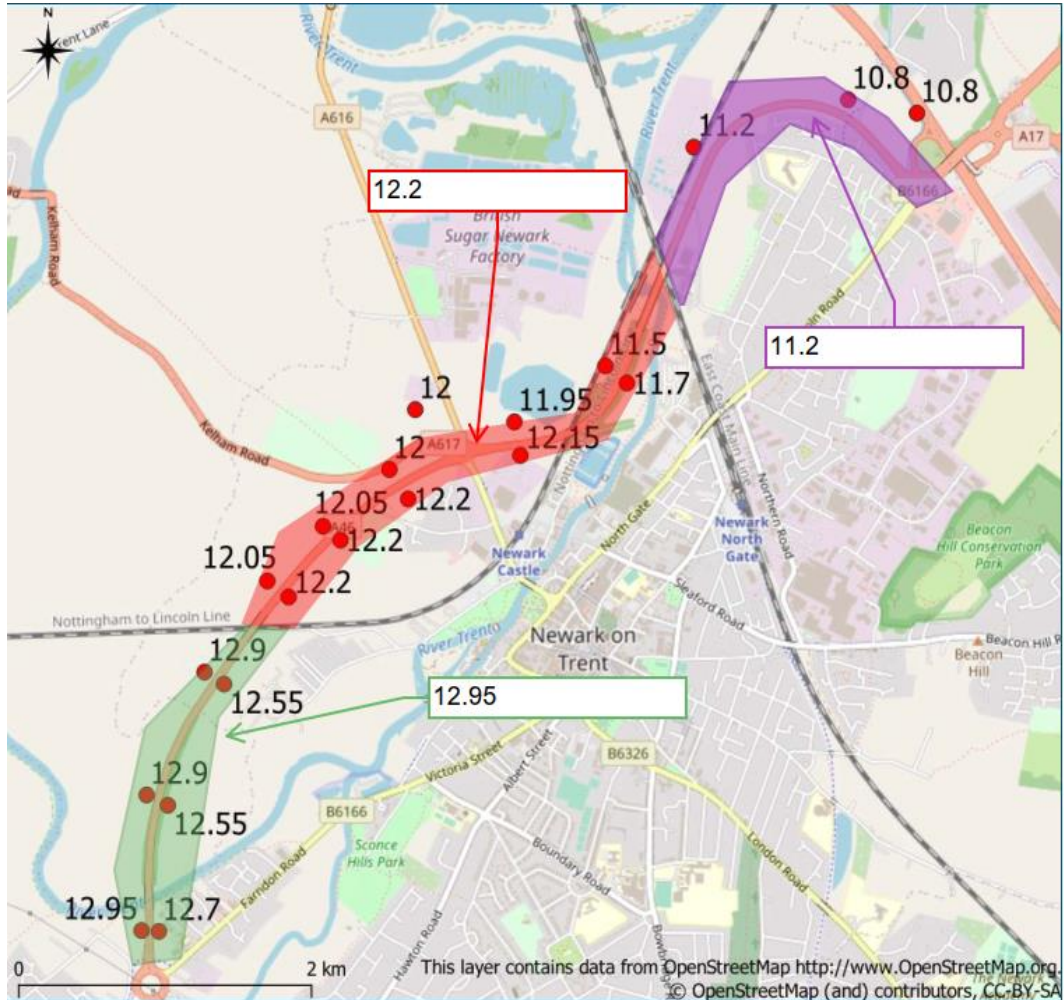 N
Trent Lane
River Trent
River Trent
A616
10.8
10.8
11.2
A17
12.2
B6166
Kelham Road
British
Sugar Newark
Factory
11.2
11.5
11.7
East Coast Main Line
12
11.95
A617
12.15
12
Kelham Road
12.2
12.05
A46
12.2
North Gate
Northern Road
Newark
North
Gate
Newark
Castle
Beacon
Hill Conservation
Park
12.05
12.2
Sleaford Road
Nottingham to Lincoln Line
River Trent
Newark on
Trent
Beacon Hill R
Beacon
Hill
12.9
12.55
12.95
Victoria Street
Albert Street
B6326
12.9
12.55
B6166
Sconce
Hills Park
Farndon Road
Boundary Road
London Road
12.95
12.7
Hawton Road
Bowbridge
0
2 km
This layer contains data from OpenStreetMap http://www.OpenStreetMap.org.
© OpenStreetMap (and) contributors, CC-BY-SA